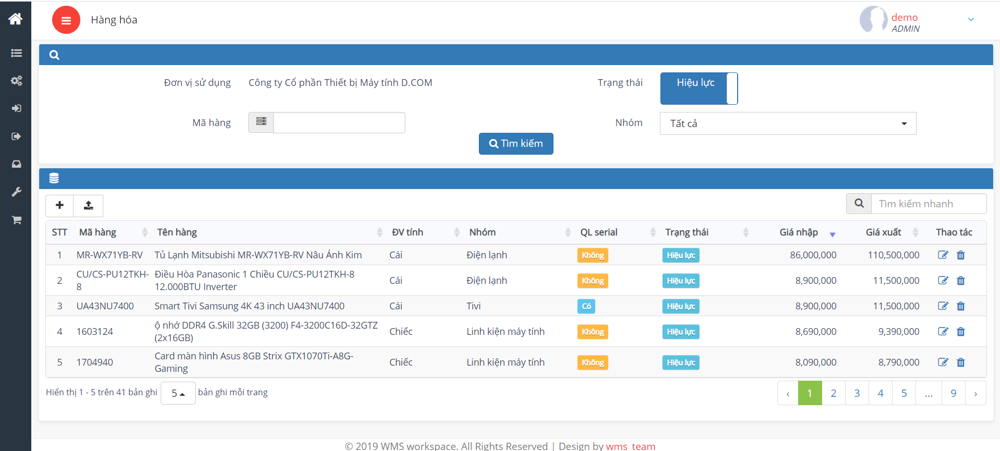 Hàng hóa
demo
ADMIN
Đơn vị sử dụng Công ty Cổ phần Thiết bị Máy tính D.COM Trạng thái Hiệu lực
Mã hàng Nhóm Tất cả
Tìm kiếm
Tìm kiếm nhanh
STT Mã hàng Tên hàng ĐV tính Nhóm QL serial Trạng thái Giá nhập Giá xuất Thao tác
1 MR-WX71YB-RV Tủ Lạnh Mitsubishi MR-WX71YB-RV Nâu Ánh Kim Cái Điện lạnh Không Hiệu lực 86,000,000 110,500,000
2 CU/CS-PU12TKH-8 Điều Hòa Panasonic 1 Chiều CU/CS-PU12TKH-8
12.000BTU Inverter Cái Điện lạnh Không Hiệu lực 8,900,000 11,500,000
3 UA43NU7400 Smart Tivi Samsung 4K 43 inch UA43NU7400 Cái Tivi Có Hiệu lực 8,900,000 11,500,000
4 1603124 ộ nhớ DDR4 G.Skill 32GB (3200) F4-3200C16D-32GTZ
(2x16GB) Chiếc Linh kiện máy tính Không Hiệu lực 8,690,000 9,390,000
5 1704940 Card màn hình Asus 8GB Strix GTX1070Ti-A8G-
Gaming Chiếc Linh kiện máy tính Không Hiệu lực 8,090,000 8,790,000
Hiển thị 1 - 5 trên 41 bản ghi 5 bản ghi mỗi trang ‹ 1 2 3 4 5 ... 9 ›
© 2019 WMS workspace. All Rights Reserved | Design by wms_team